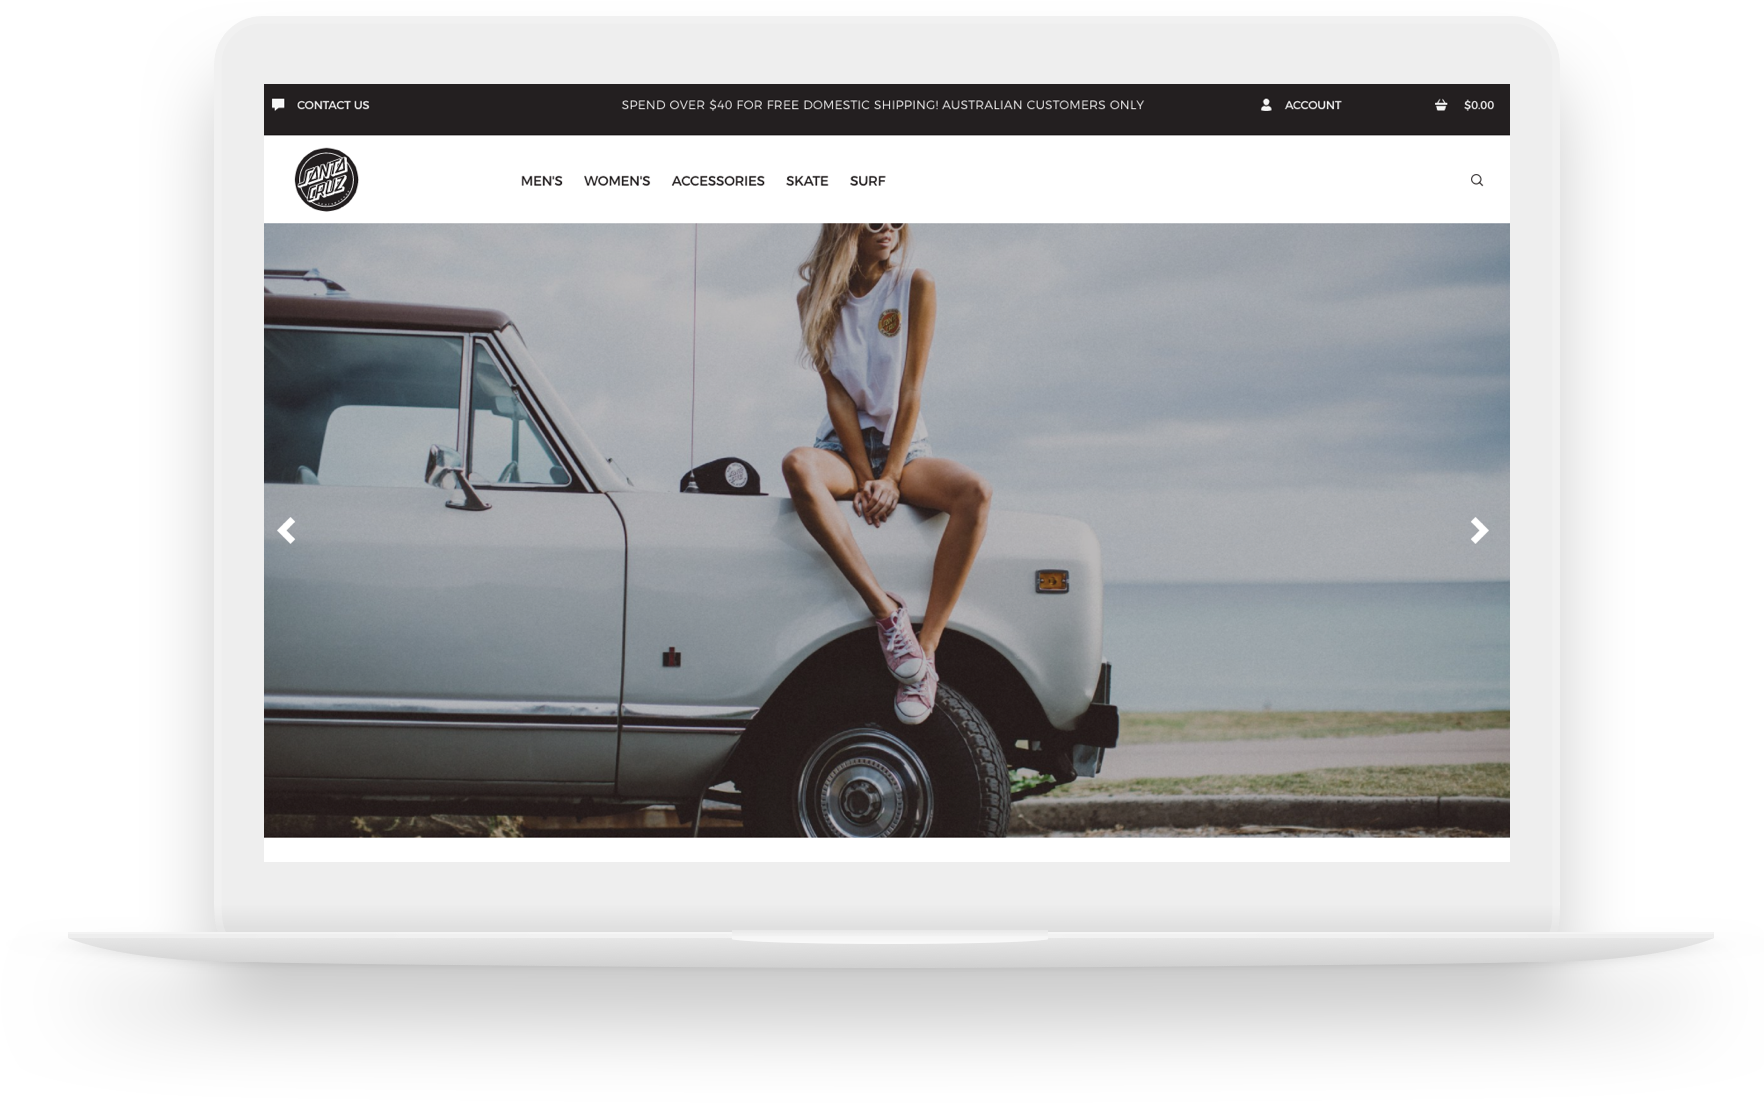 CONTACT US
SPEND OVER $40 FOR FREE DOMESTIC SHIPPING! AUSTRALIAN CUSTOMERS ONLY
ACCOUNT
$0.00
SANTA
CRUZ
MEN'S
WOMEN'S
ACCESSORIES
SKATE
SURF